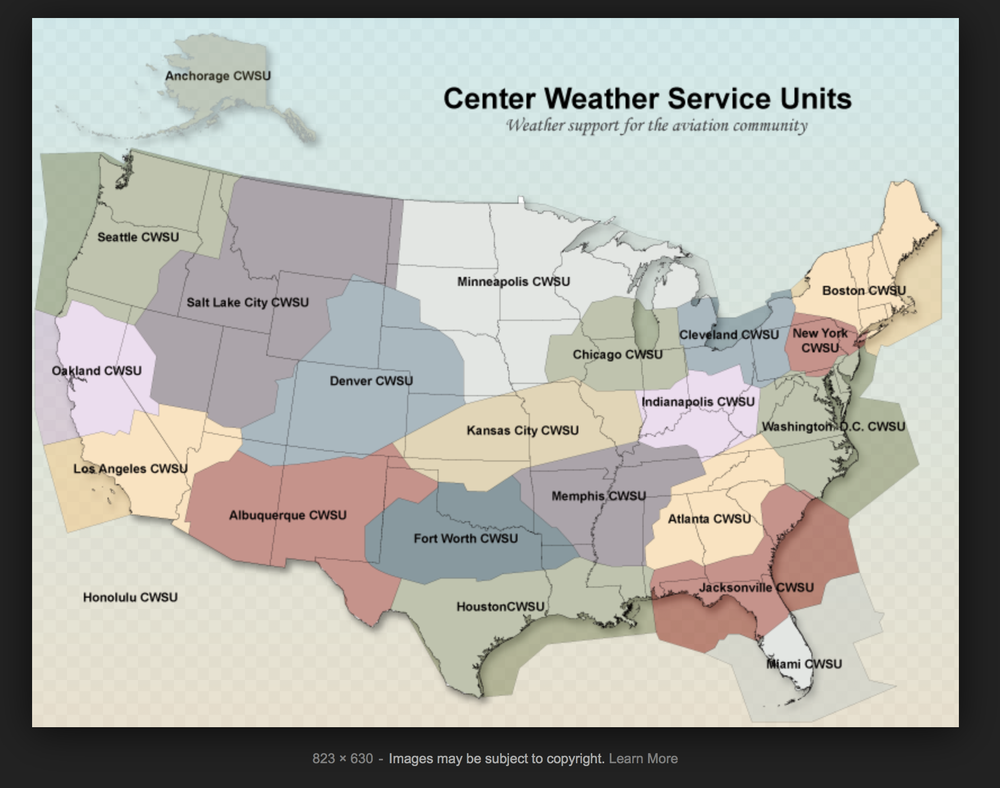 Anchorage CWSU
Center Weather Service Units
Weather support for the aviation community
Seattle CWSU
Minneapolis CWSU
Boston CWSU
Salt Lake City CWSU
Cleveland CWSU
New York
CWSU
Chicago CWSU
Oakland CWSU
Denver CWSU
Indianapolis CWSU
Kansas City CWSU
Washington D.C. CWSU
Los Angeles CWSU
Memphis CWSU
Albuquerque CWSU
Atlanta CWSU
Fort Worth CWSU
Jacksonville CWSU
Honolulu CWSU
HoustonCWSU
Miami CWSU
823 × 630 - Images may be subject to copyright. Learn More